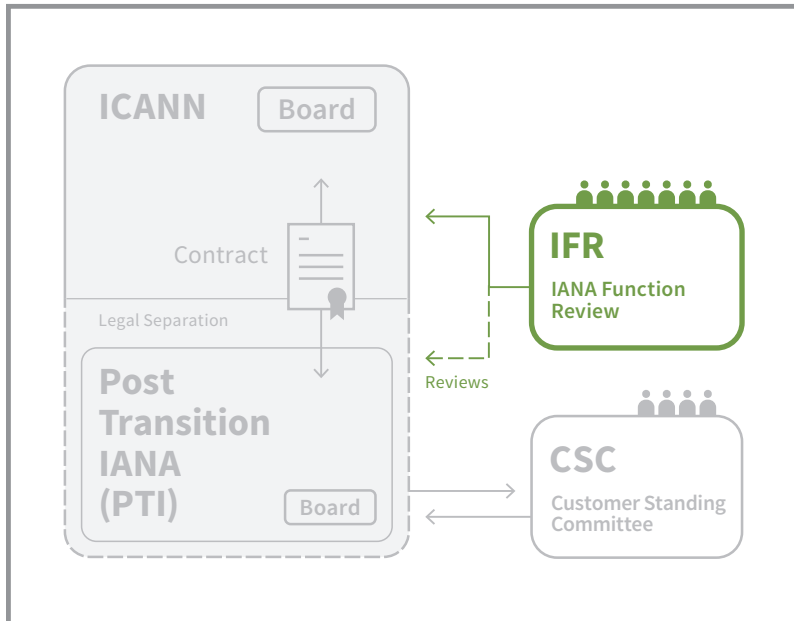 ICANN
Board
Contract
Legal Separation
Post
Transition
IANA
(PTI)
Board
IFR
IANA Function
Review
Reviews
CSC
Customer Standing
Committee